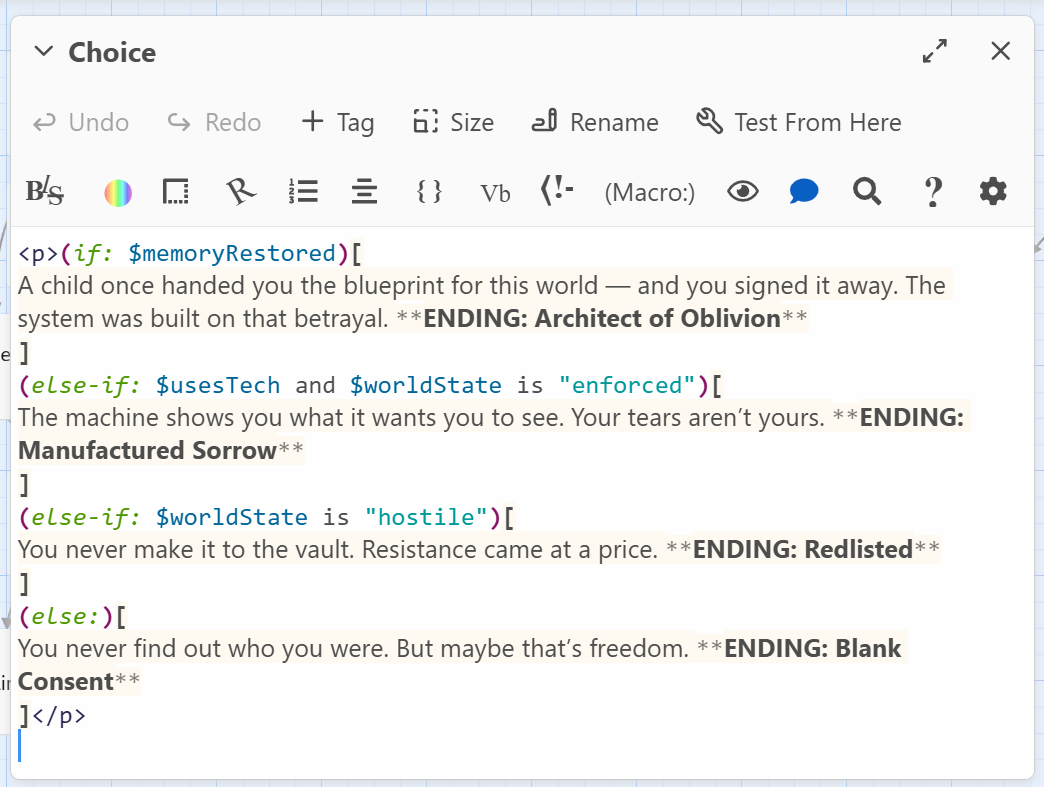 Choice
Undo Redo + Tag Size Rename Test From Here
BIS { } Vb (Macro:) ?
<p>(if: $memoryRestored)[
A child once handed you the blueprint for this world — and you signed it away. The
system was built on that betrayal. **ENDING: Architect of Oblivion**
]
(else-if: $usesTech and $worldState is "enforced")[
The machine shows you what it wants you to see. Your tears aren’t yours. **ENDING:
Manufactured Sorrow**
]
(else-if: $worldState is "hostile")[
You never make it to the vault. Resistance came at a price. **ENDING: Redlisted**
]
(else:)[
You never find out who you were. But maybe that’s freedom. **ENDING: Blank
Consent**
]</p>